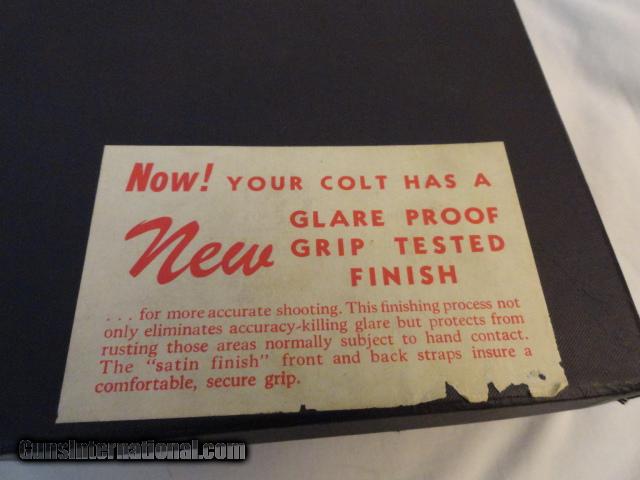 Now! YOUR COLT HAS A
New GLARE PROOF
GRIP TESTED
FINISH
. . . for more accurate shooting. This finishing process not
only eliminates accuracy-killing glare but protects from
rusting those areas normally subject to hand contact.
The "satin finish" front and back straps insure a
comfortable, secure grip.
GunsInternational.com